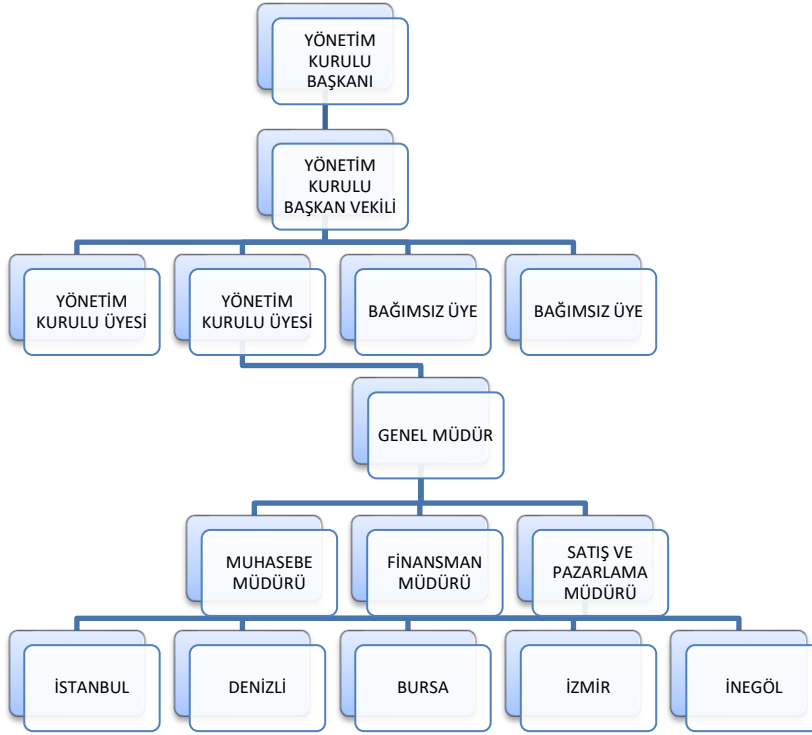 YÖNETİM
KURULU
BAŞKANI
YÖNETİM
KURULU
BAŞKAN VEKİLİ
YÖNETİM
KURULU ÜYESİ
YÖNETİM
KURULU ÜYESİ
BAĞIMSIZ ÜYE
BAĞIMSIZ ÜYE
GENEL MÜDÜR
MUHASEBE
MÜDÜRÜ
FİNANSMAN
MÜDÜRÜ
SATIŞ VE
PAZARLAMA
MÜDÜRÜ
İSTANBUL
DENİZLİ
BURSA
İZMİR
İNEGÖL